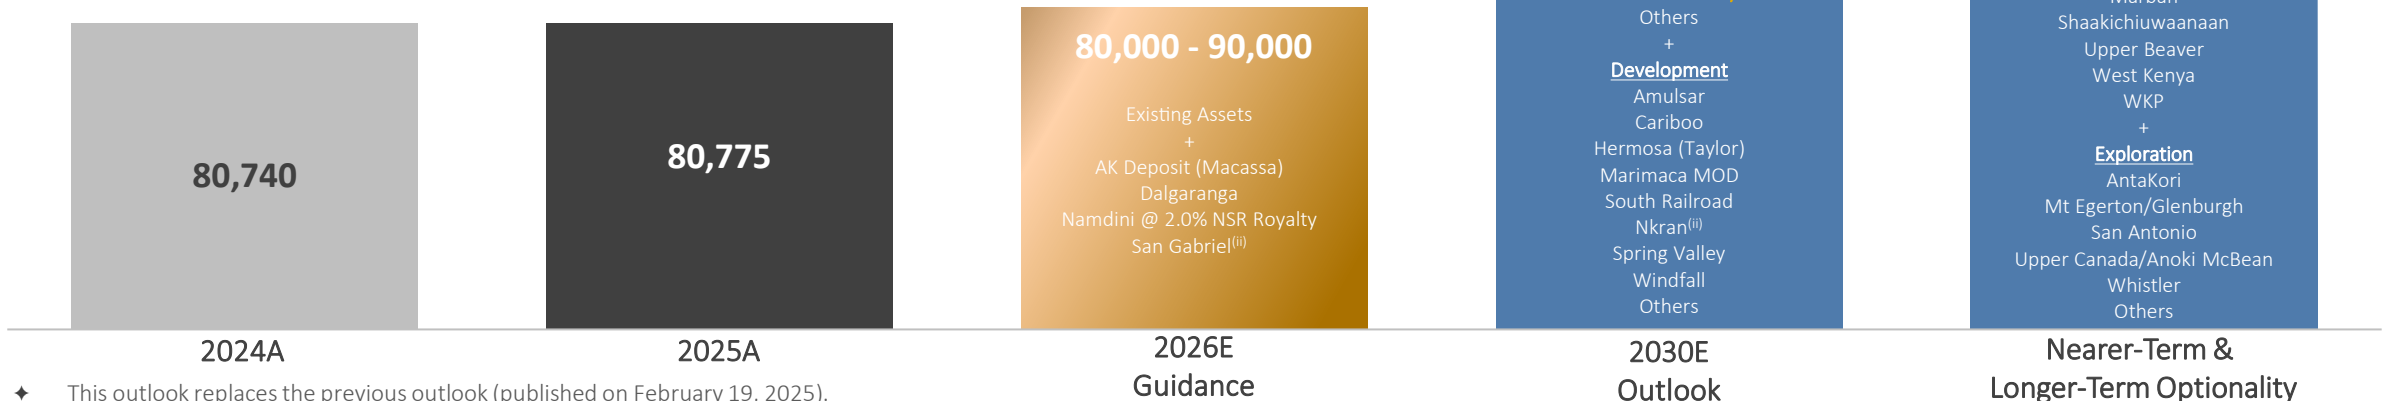 80,740
2024A
80,775
2025A
80,000 - 90,000
Existing Assets
+
AK Deposit (Macassa)
Dalgaranga
Namdini @ 2.0% NSR Royalty
San Gabriel(ii)
2026E
Guidance
Others
+
Development
Amulsar
Cariboo
Hermosa (Taylor)
Marimaca MOD
South Railroad
Nkran(ii)
Spring Valley
Windfall
Others
2030E
Outlook
Shaakichiuwaanaan
Upper Beaver
West Kenya
WKP
+
Exploration
AntaKori
Mt Egerton/Glenburgh
San Antonio
Upper Canada/Anoki McBean
Whistler
Others
Nearer-Term &
Longer-Term Optionality
✦ This outlook replaces the previous outlook (published on February 19, 2025).